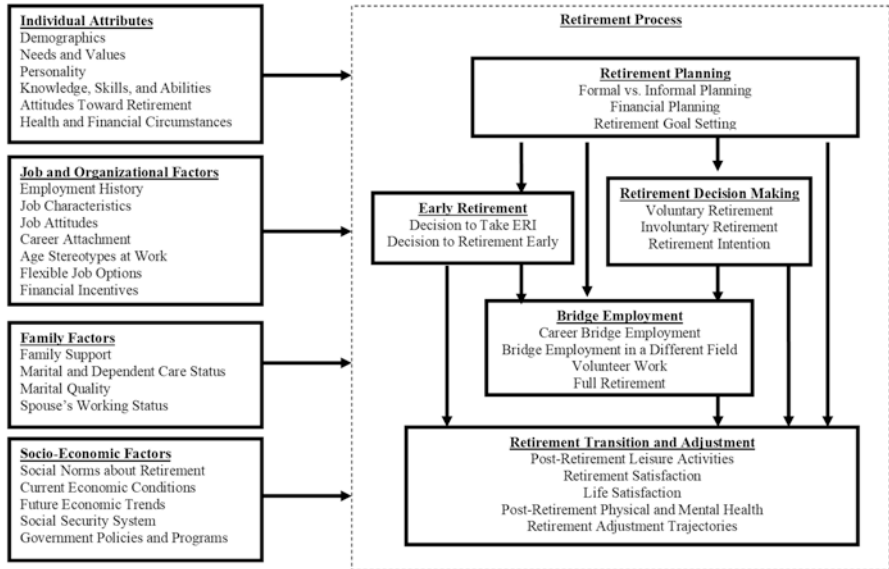 Individual Attributes
Demographics
Needs and Values
Personality
Knowledge, Skills, and Abilities
Attitudes Toward Retirement
Health and Financial Circumstances
Job and Organizational Factors
Employment History
Job Characteristics
Job Attitudes
Career Attachment
Age Stereotypes at Work
Flexible Job Options
Financial Incentives
Family Factors
Family Support
Marital and Dependent Care Status
Marital Quality
Spouse's Working Status
Socio-Economic Factors
Social Norms about Retirement
Current Economic Conditions
Future Economic Trends
Social Security System
Government Policies and Programs
Retirement Process
Retirement Planning
Formal vs. Informal Planning
Financial Planning
Retirement Goal Setting
Early Retirement
Decision to Take ERI
Decision to Retirement Early
Retirement Decision Making
Voluntary Retirement
Involuntary Retirement
Retirement Intention
Bridge Employment
Career Bridge Employment
Bridge Employment in a Different Field
Volunteer Work
Full Retirement
Retirement Transition and Adjustment
Post-Retirement Leisure Activities
Retirement Satisfaction
Life Satisfaction
Post-Retirement Physical and Mental Health
Retirement Adjustment Trajectories